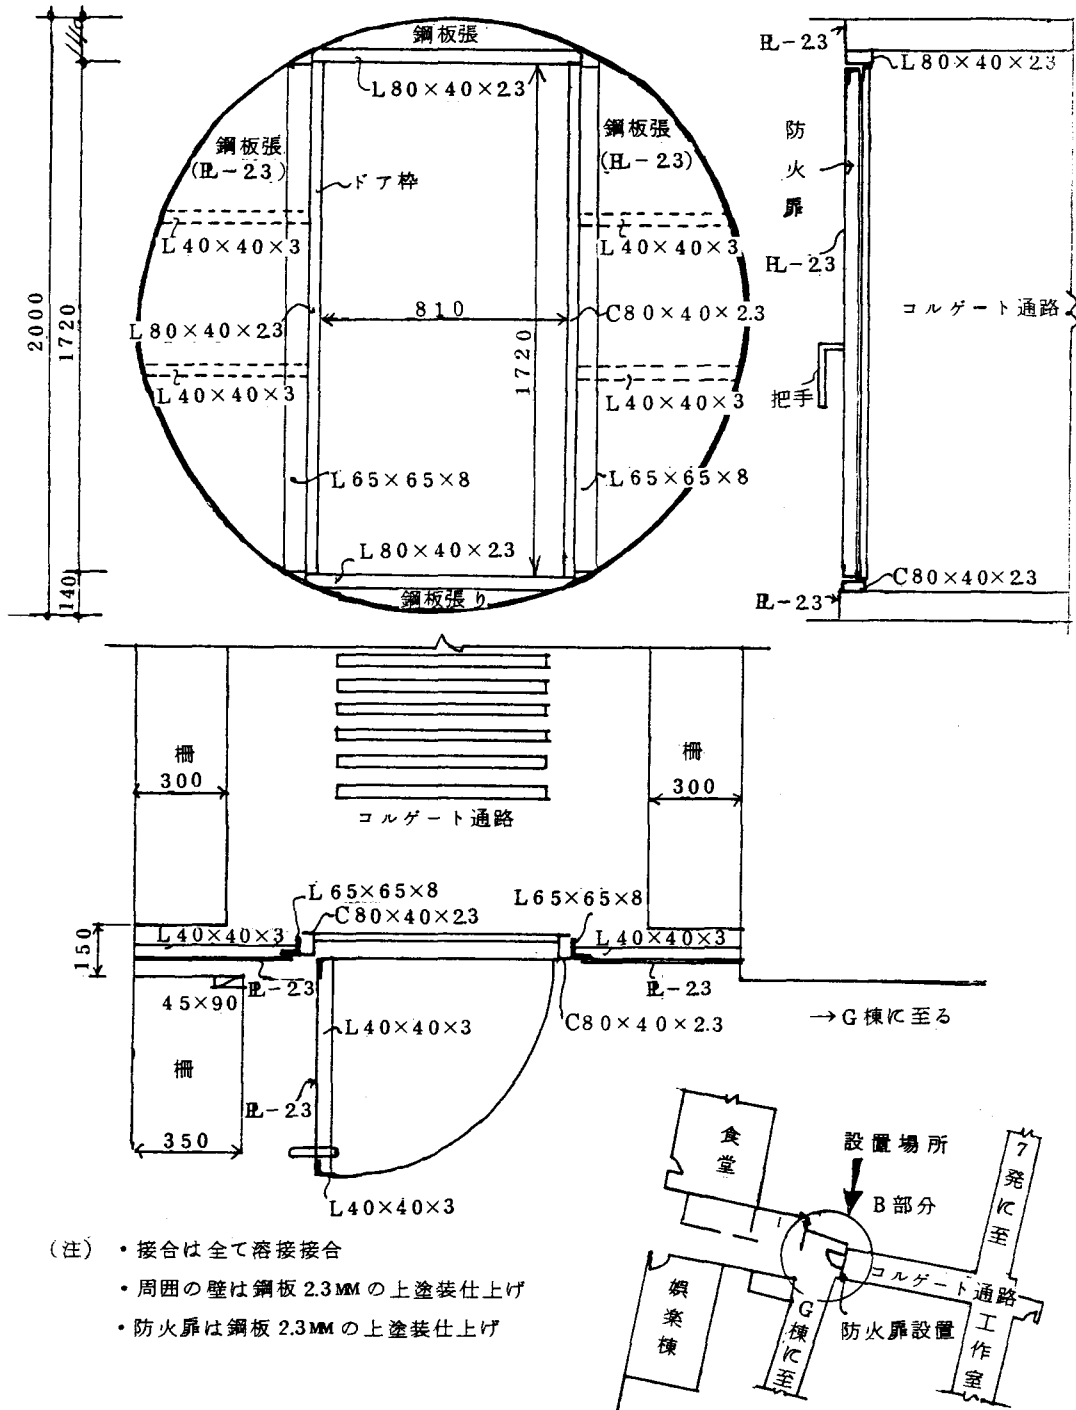 鋼板張
L80×40×2.3
鋼板張
(PL-2.3)
鋼板張
(PL-2.3)
ドア枠
L40×40×3
L40×40×3
L80×40×2.3
810
C80×40×2.3
L40×40×3
L40×40×3
1720
L65×65×8
L65×65×8
L80×40×2.3
鋼板張り
2000
1720
140
PL-2.3
L80×40×2.3
防火扉
PL-2.3
コルゲート通路
把手
C80×40×2.3
PL-2.3
柵
300
柵
300
コルゲート通路
L65×65×8
C80×40×2.3
L65×65×8
L40×40×3
L40×40×3
150
PL-2.3
PL-2.3
45×90
L40×40×3
C80×40×2.3
→G棟に至る
柵
PL-2.3
350
L40×40×3
食堂
設置場所
B部分
7発に至
コルゲート通路
娯楽棟
G棟に至
防火扉設置
工作室
(注)・接合は全て溶接接合
・周囲の壁は鋼板2.3MMの上塗装仕上げ
・防火扉は鋼板2.3MMの上塗装仕上げ